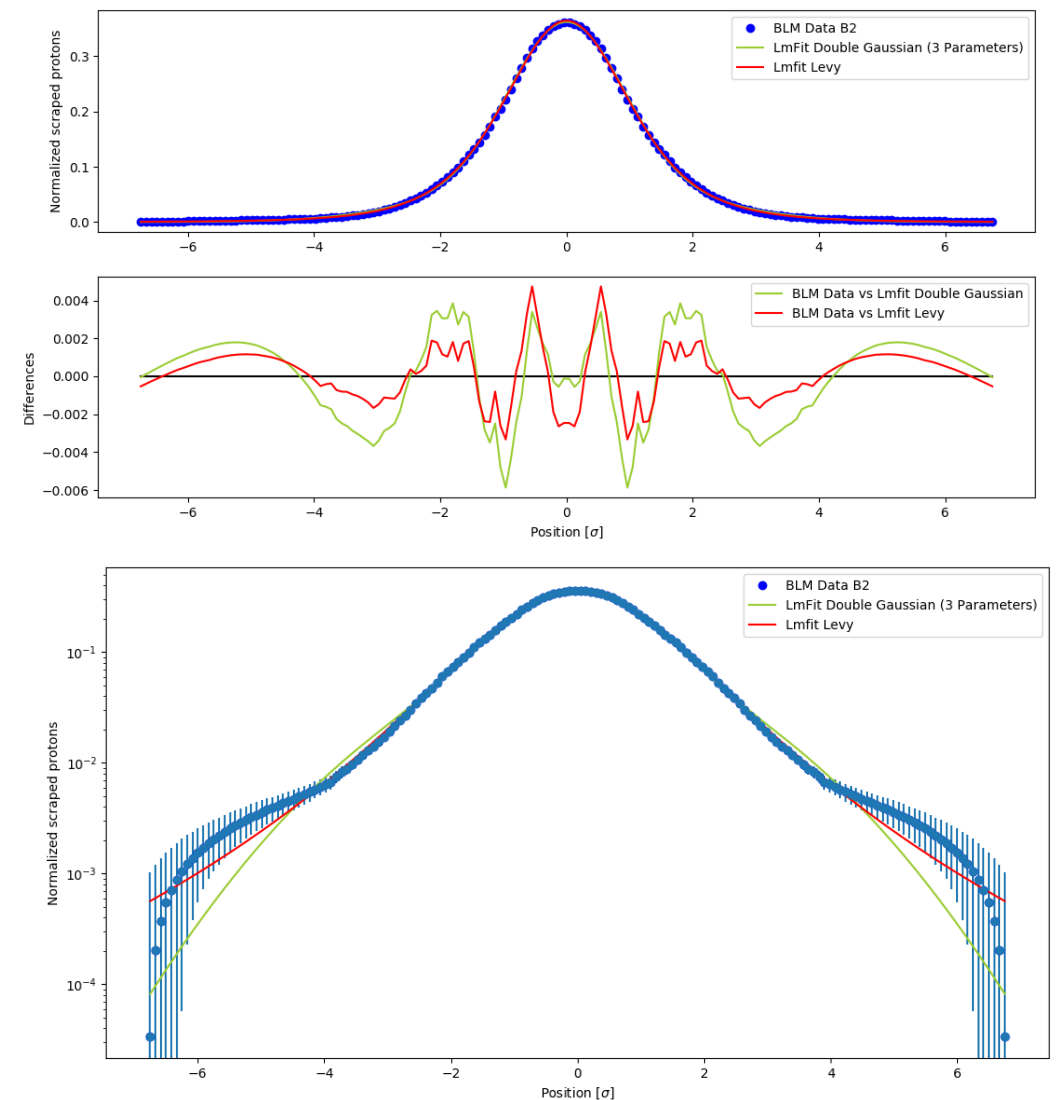 Normalized scraped protons
0.3
0.2
0.1
0.0
BLM Data B2
LmFit Double Gaussian (3 Parameters)
Lmfit Levy
−6
−4
−2
0
2
4
6
Differences
0.004
0.002
0.000
−0.002
−0.004
−0.006
BLM Data vs Lmfit Double Gaussian
BLM Data vs Lmfit Levy
−6
−4
−2
0
2
4
6
Position [σ]
Normalized scraped protons
10⁻¹
10⁻²
10⁻³
10⁻⁴
BLM Data B2
LmFit Double Gaussian (3 Parameters)
Lmfit Levy
−6
−4
−2
0
2
4
6
Position [σ]